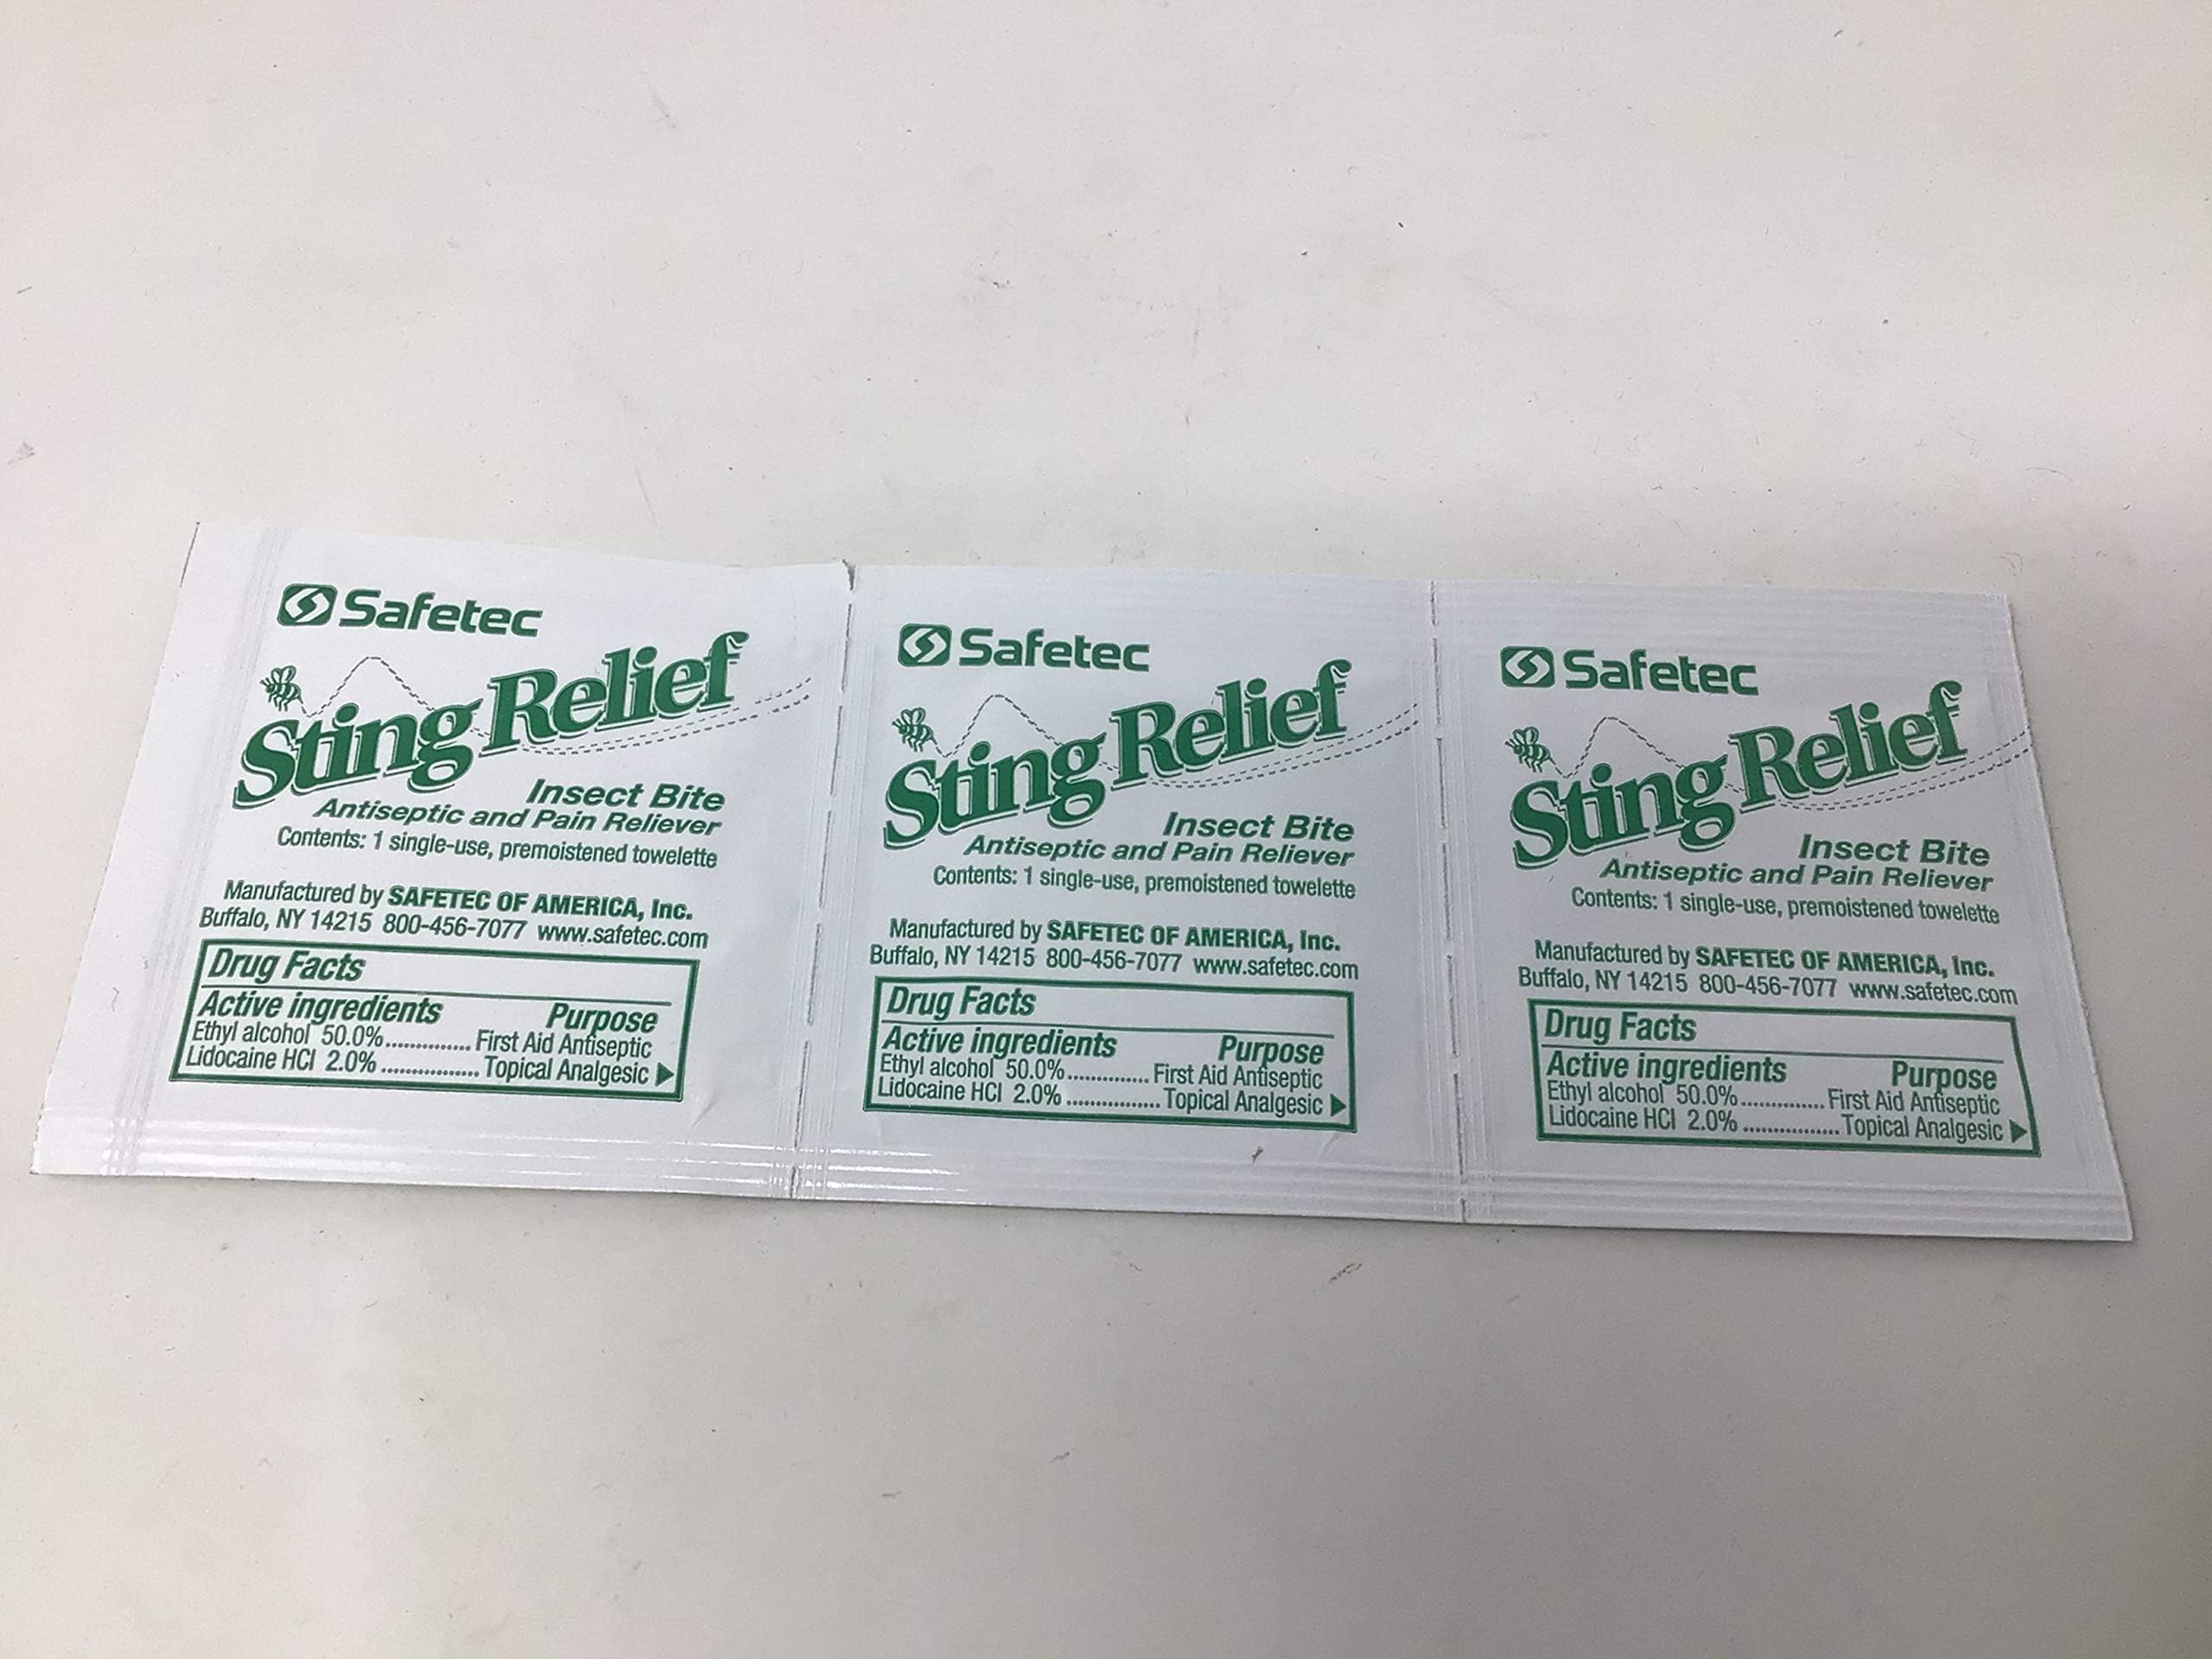 Safetec
Sting Relief
Insect Bite
Antiseptic and Pain Reliever
Contents: 1 single-use, premoistened towelette
Manufactured by SAFETEC OF AMERICA, Inc.
Buffalo, NY 14215 800-456-7077 www.safetec.com
Drug Facts
Active ingredients Purpose
Ethyl alcohol 50.0%.............. First Aid Antiseptic
Lidocaine HCl 2.0% ................ Topical Analgesic
Safetec
Sting Relief
Insect Bite
Antiseptic and Pain Reliever
Contents: 1 single-use, premoistened towelette
Manufactured by SAFETEC OF AMERICA, Inc.
Buffalo, NY 14215 800-456-7077 www.safetec.com
Drug Facts
Active ingredients Purpose
Ethyl alcohol 50.0%.............. First Aid Antiseptic
Lidocaine HCl 2.0% ................ Topical Analgesic
Safetec
Sting Relief
Insect Bite
Antiseptic and Pain Reliever
Contents: 1 single-use, premoistened towelette
Manufactured by SAFETEC OF AMERICA, Inc.
Buffalo, NY 14215 800-456-7077 www.safetec.com
Drug Facts
Active ingredients Purpose
Ethyl alcohol 50.0%.............. First Aid Antiseptic
Lidocaine HCl 2.0% ................ Topical Analgesic